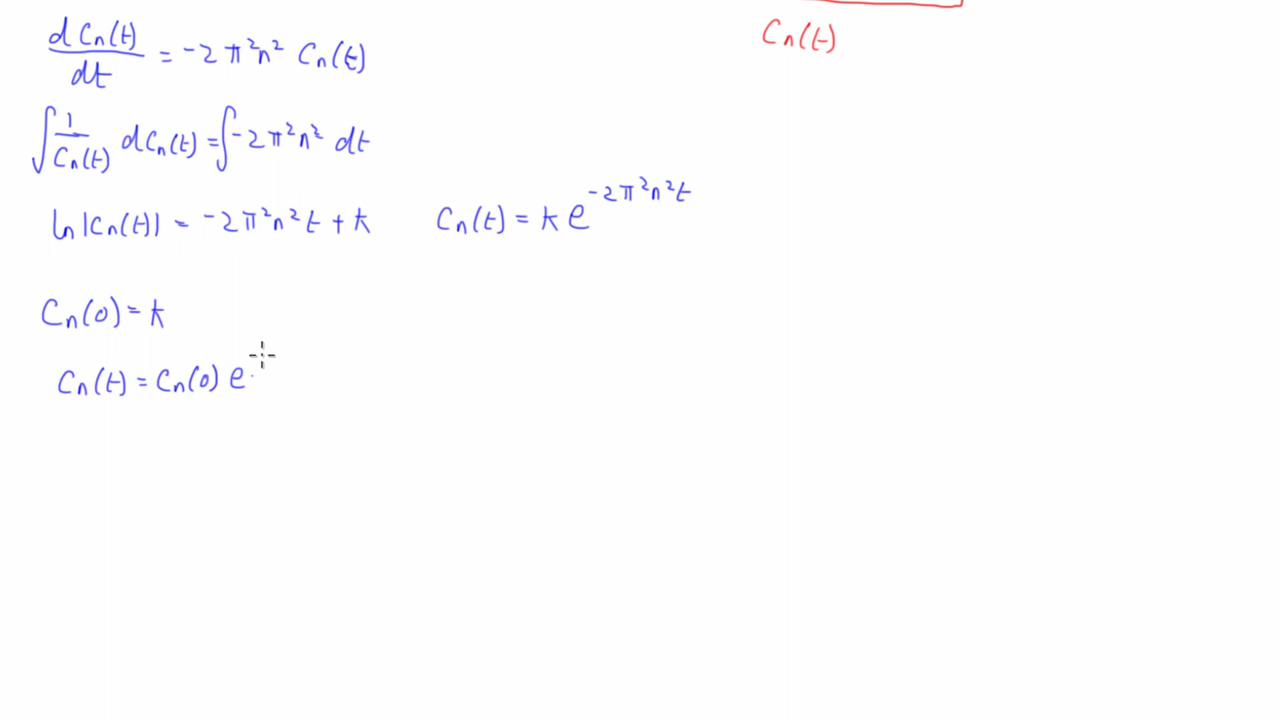 dCn(t)/dt = -2π²n² Cn(t)
Cn(t)
∫ 1/Cn(t) dCn(t) = ∫ -2π²n² dt
ln|Cn(t)| = -2π²n²t + k
Cn(t) = k e^(-2π²n²t)
Cn(0) = k
Cn(t) = Cn(0) e